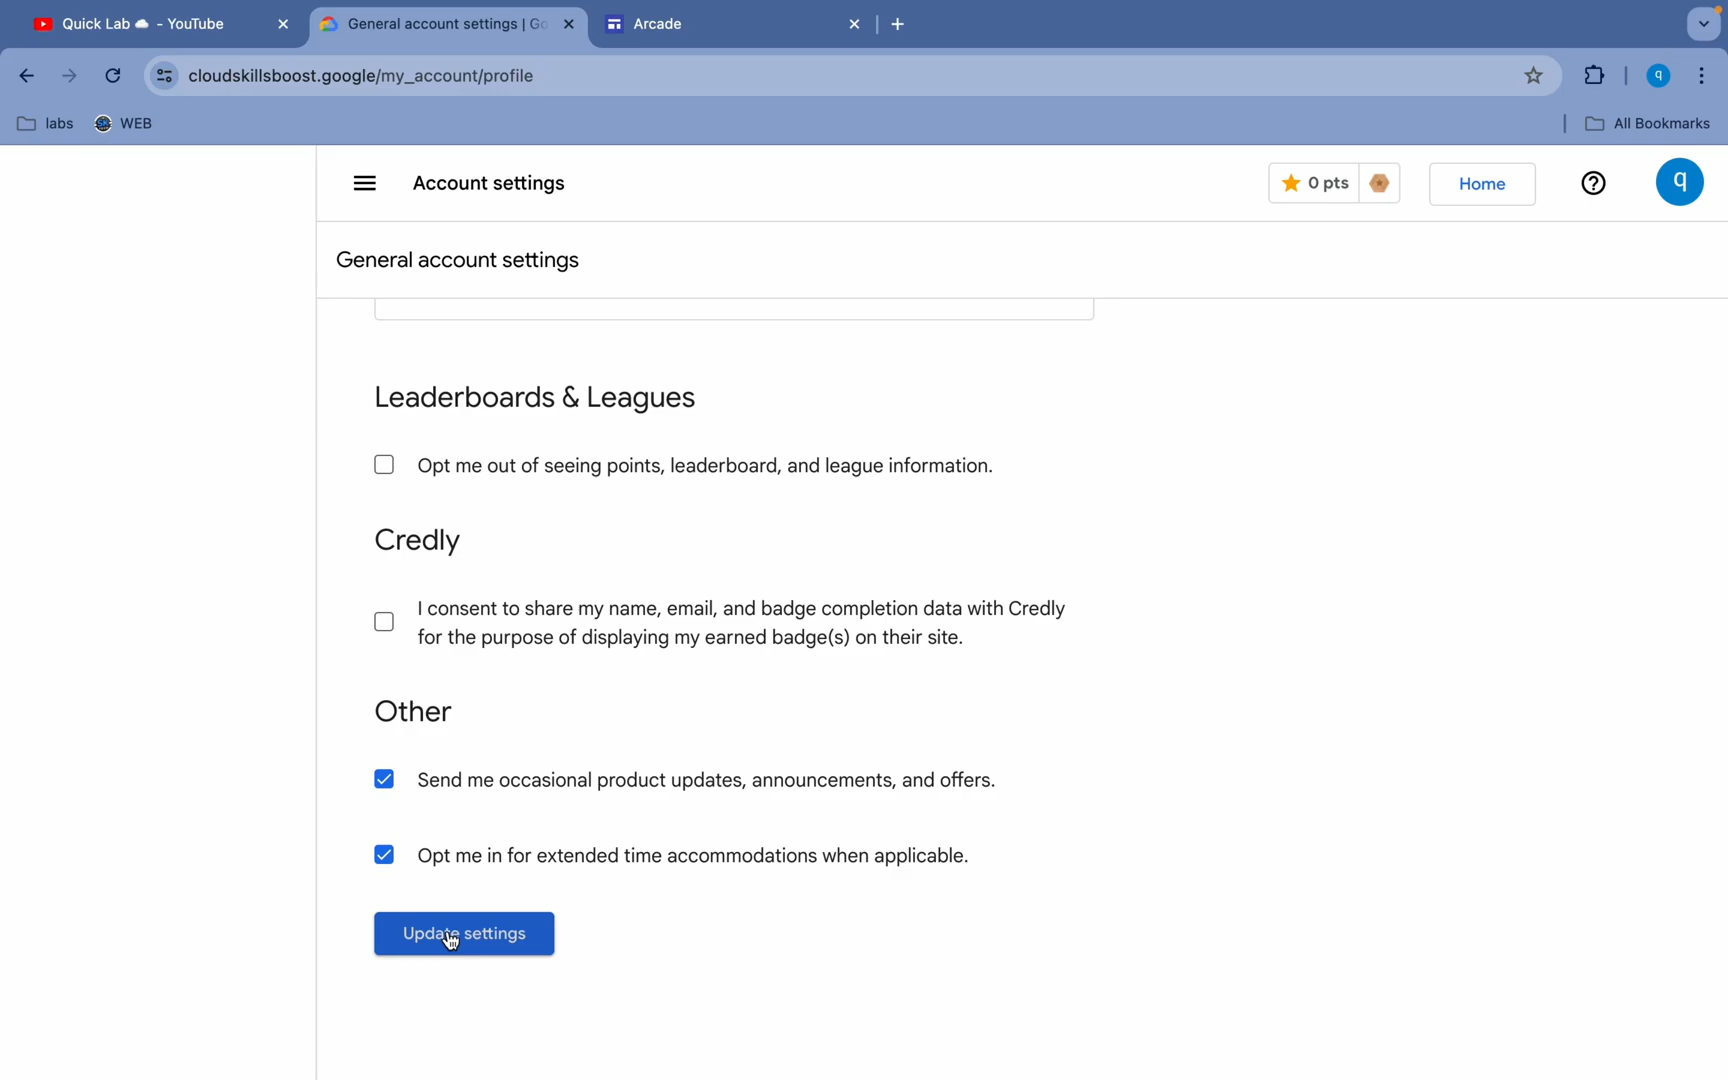 Quick Lab ☁ - YouTube
General account settings | Go
Arcade
cloudskillsboost.google/my_account/profile
q
labs
WEB
All Bookmarks
Account settings
0 pts
Home
q
General account settings
Leaderboards & Leagues
Opt me out of seeing points, leaderboard, and league information.
Credly
I consent to share my name, email, and badge completion data with Credly
for the purpose of displaying my earned badge(s) on their site.
Other
Send me occasional product updates, announcements, and offers.
Opt me in for extended time accommodations when applicable.
Update settings